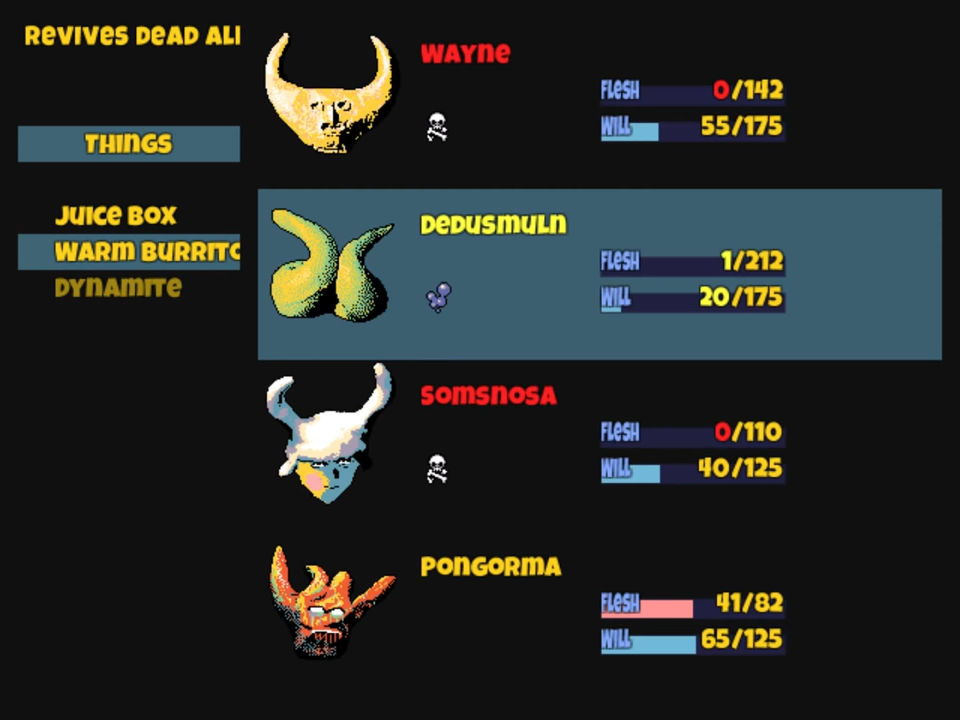 Revives dead all
Things
Juice Box
Warm Burrito
Dynamite
Wayne
Flesh 0/142
Will 55/175
Dedusmuln
Flesh 1/212
Will 20/175
Somsnosa
Flesh 0/110
Will 40/125
Pongorma
Flesh 41/82
Will 65/125